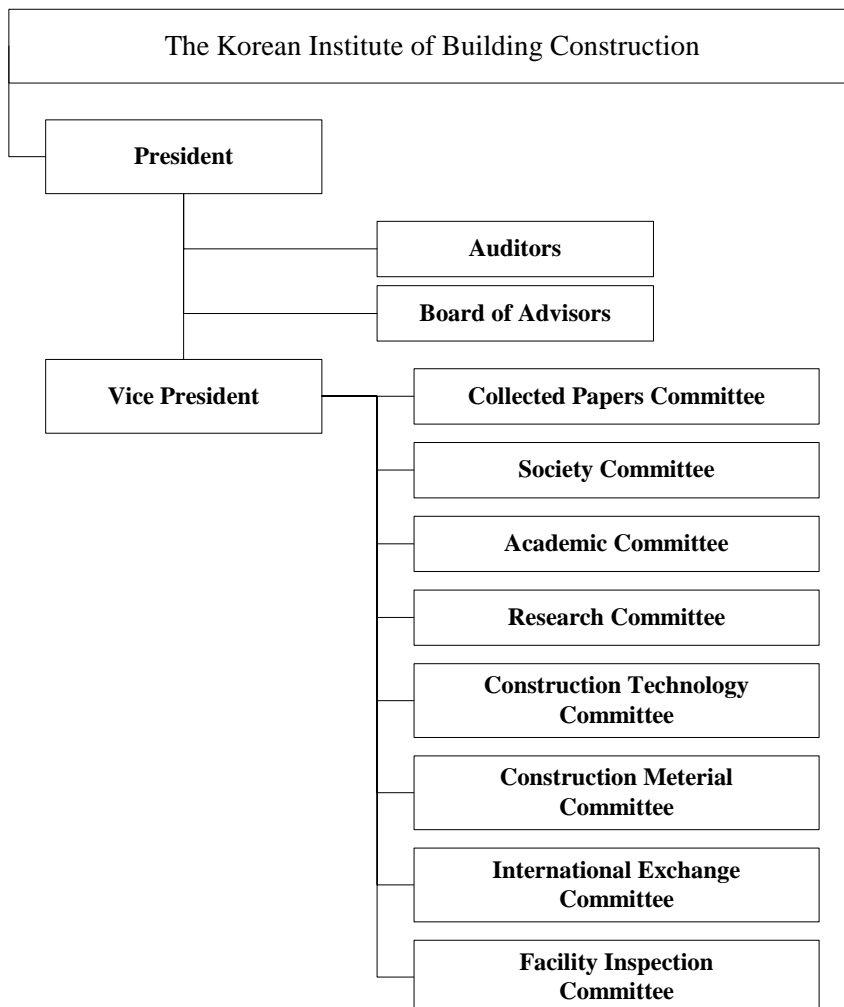 The Korean Institute of Building Construction
President
Auditors
Board of Advisors
Vice President
Collected Papers Committee
Society Committee
Academic Committee
Research Committee
Construction Technology
Committee
Construction Meterial
Committee
International Exchange
Committee
Facility Inspection
Committee